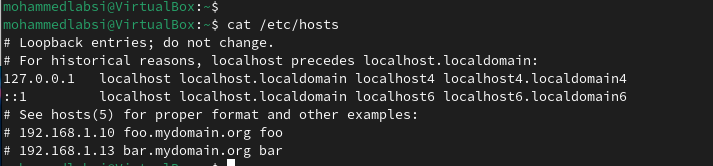 mohammedlabsi@VirtualBox:~$
mohammedlabsi@VirtualBox:~$ cat /etc/hosts
# Loopback entries; do not change.
# For historical reasons, localhost precedes localhost.localdomain:
127.0.0.1   localhost localhost.localdomain localhost4 localhost4.localdomain4
::1         localhost localhost.localdomain localhost6 localhost6.localdomain6
# See hosts(5) for proper format and other examples:
# 192.168.1.10 foo.mydomain.org foo
# 192.168.1.13 bar.mydomain.org bar
mohammedlabsi@VirtualBox:~$